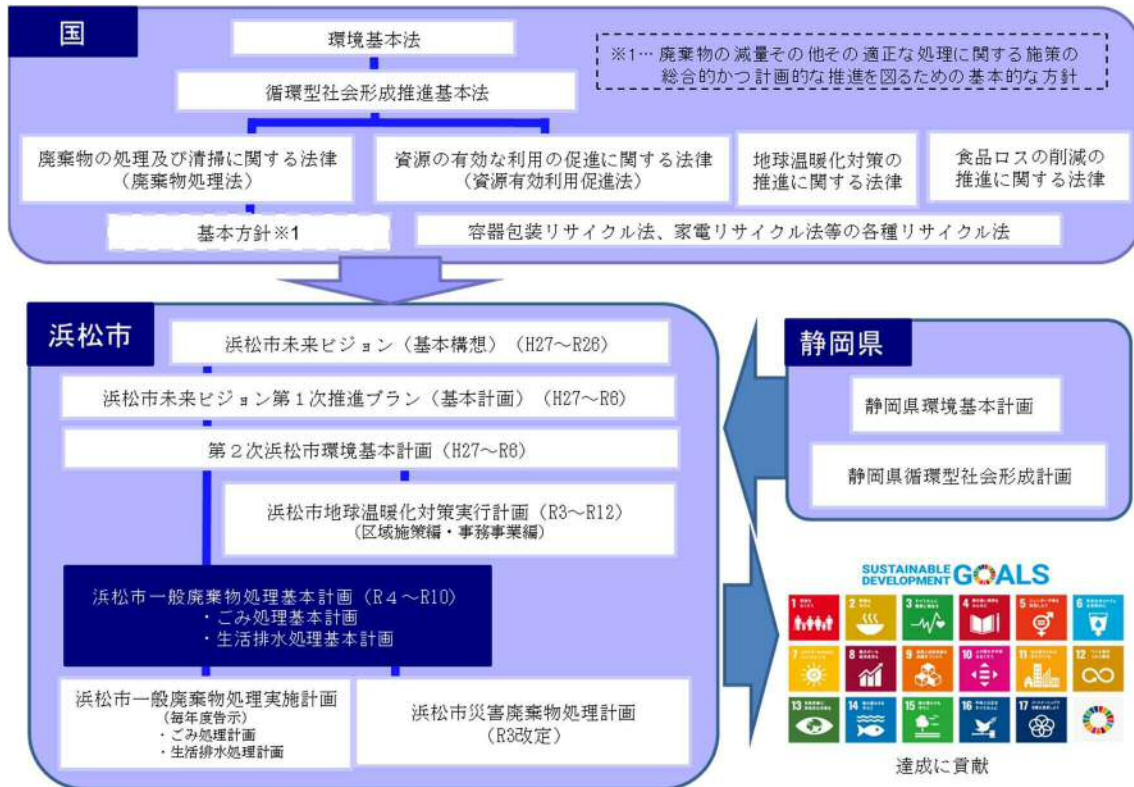 国
環境基本法
※1… 廃棄物の減量その他その適正な処理に関する施策の
総合的かつ計画的な推進を図るための基本的な方針
循環型社会形成推進基本法
廃棄物の処理及び清掃に関する法律
(廃棄物処理法)
資源の有効な利用の促進に関する法律
(資源有効利用促進法)
地球温暖化対策の
推進に関する法律
食品ロスの削減の
推進に関する法律
基本方針※1
容器包装リサイクル法、家電リサイクル法等の各種リサイクル法
浜松市
浜松市未来ビジョン(基本構想)(H27～R26)
浜松市未来ビジョン第1次推進プラン(基本計画)(H27～R6)
第2次浜松市環境基本計画(H27～R6)
浜松市地球温暖化対策実行計画(R3～R12)
(区域施策編・事務事業編)
浜松市一般廃棄物処理基本計画(R4～R10)
・ごみ処理基本計画
・生活排水処理基本計画
浜松市一般廃棄物処理実施計画
(毎年度告示)
・ごみ処理計画
・生活排水処理計画
浜松市災害廃棄物処理計画
(R3改定)
静岡県
静岡県環境基本計画
静岡県循環型社会形成計画
SUSTAINABLE
DEVELOPMENT GOALS
1
2
3
4
5
6
7
8
9
10
11
12
13
14
15
16
17
達成に貢献